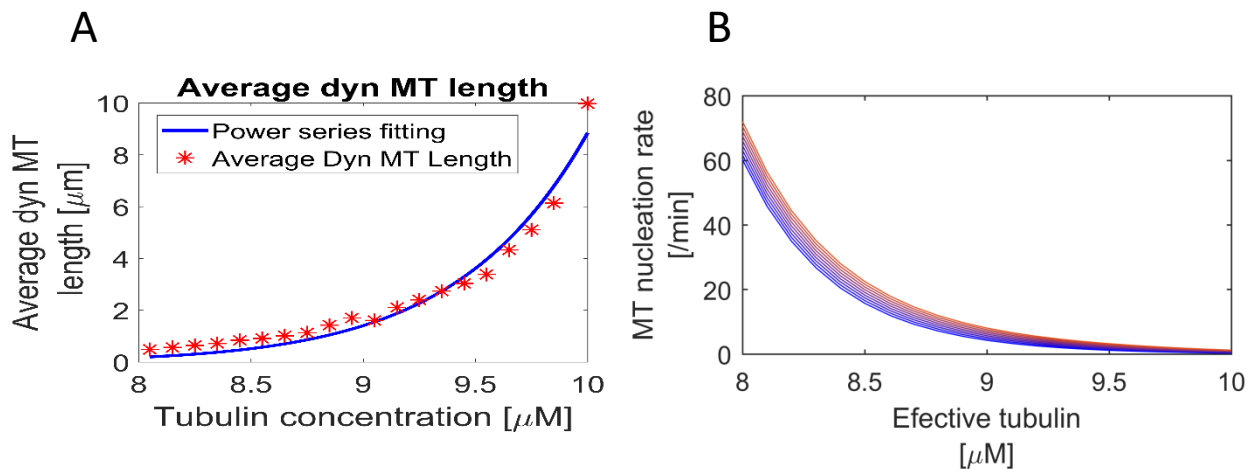 A
Average dyn MT length
Average dyn MT
length [μm]
10
8
6
4
2
0
Power series fitting
Average Dyn MT Length
8
8.5
9
9.5
10
Tubulin concentration [μM]
B
MT nucleation rate
[/min]
80
60
40
20
0
8
8.5
9
9.5
10
Efective tubulin
[μM]